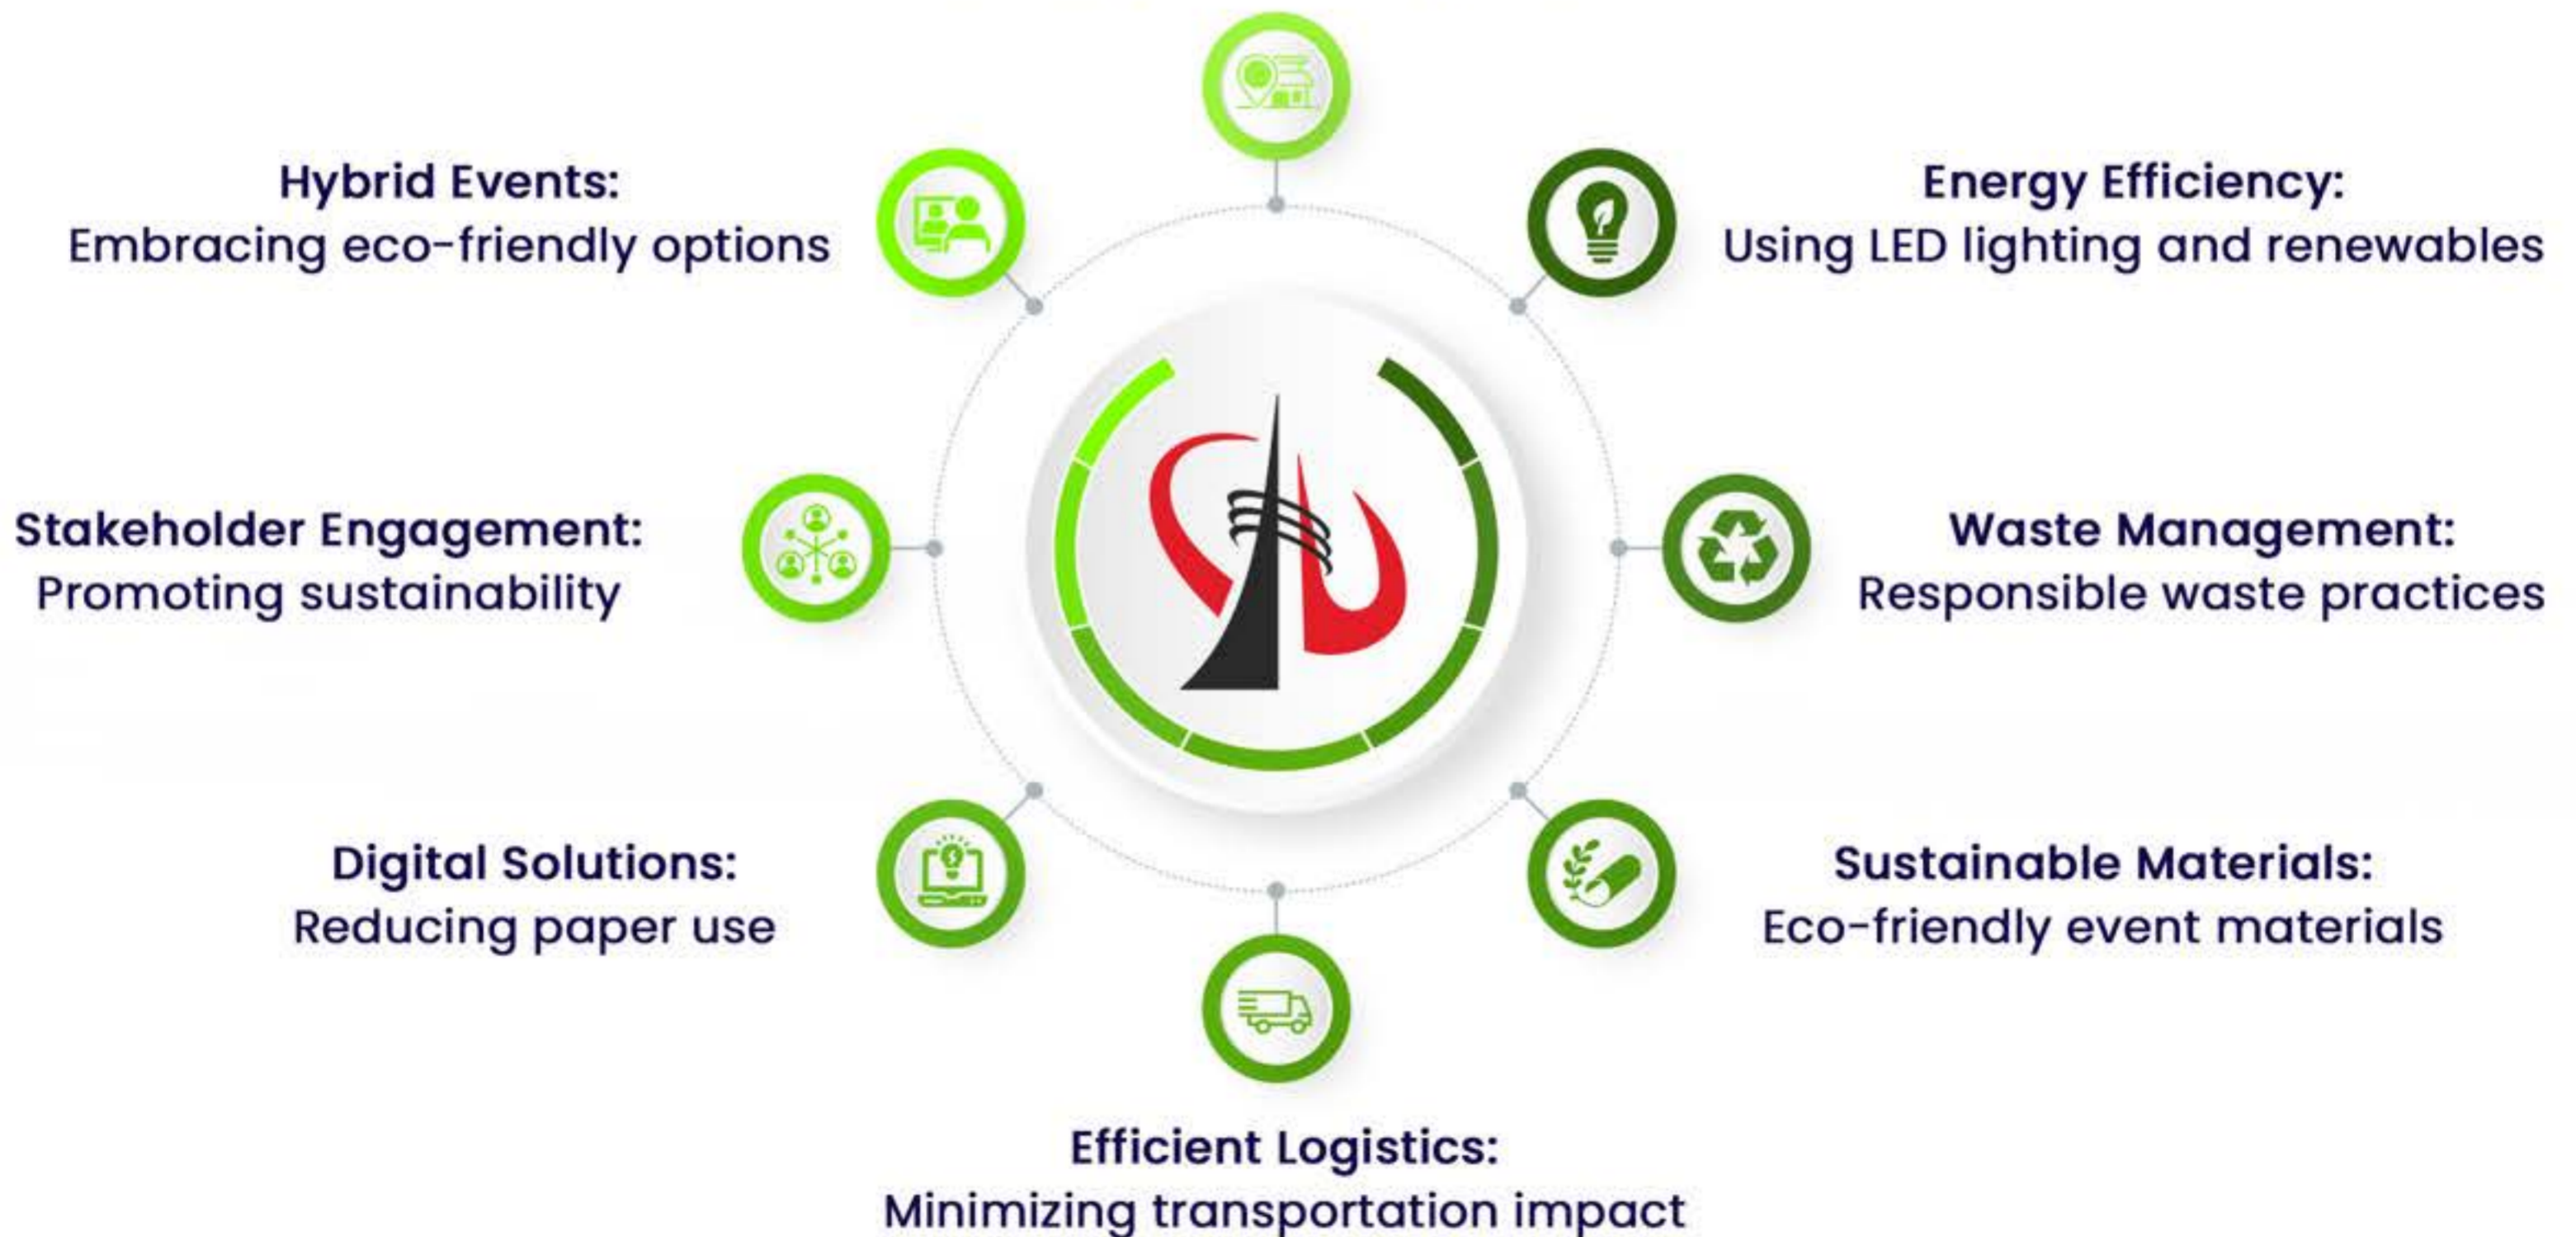 Hybrid Events:
Embracing eco-friendly options
Energy Efficiency:
Using LED lighting and renewables
Stakeholder Engagement:
Promoting sustainability
Waste Management:
Responsible waste practices
Digital Solutions:
Reducing paper use
Sustainable Materials:
Eco-friendly event materials
Efficient Logistics:
Minimizing transportation impact